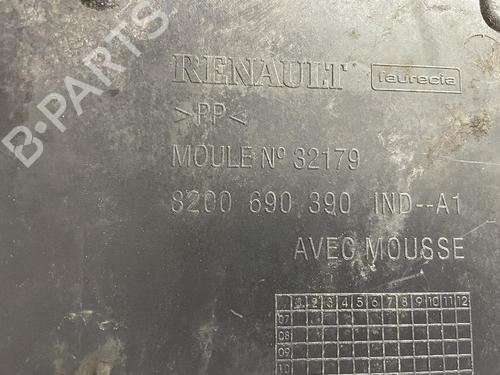 B-PARTS
RENAULT faurecia
>PP<
MOULE Nº 32179
8200 690 390 IND--A1
AVEC MOUSSE
1 2 3 4 5 6 7 8 9 10 11 12
07
08
09
10